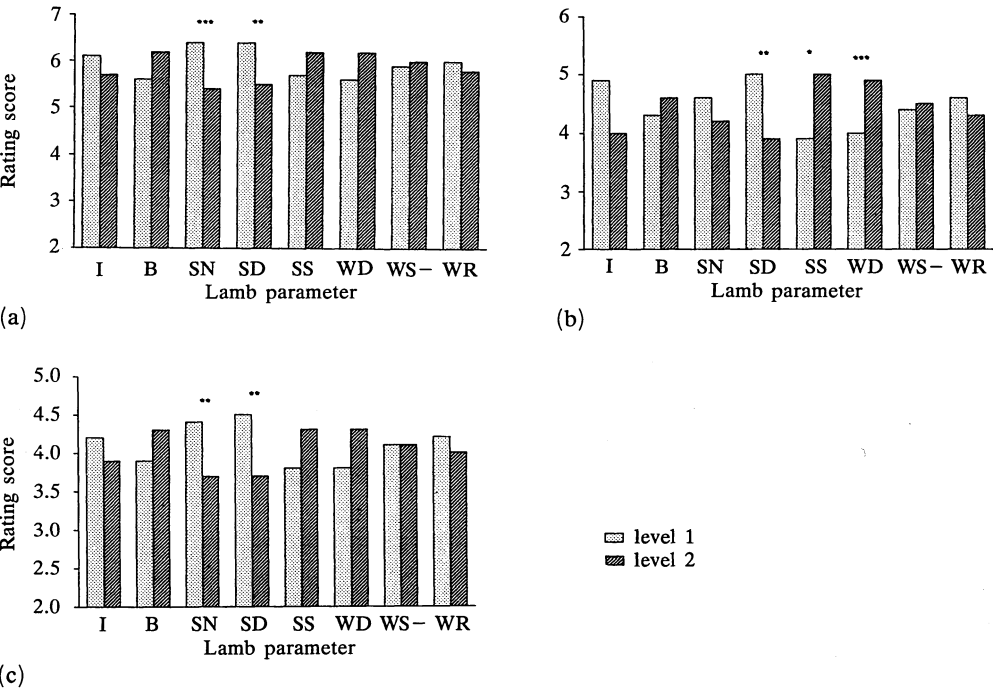 7
6
5
4
3
2
Rating score
*** **
I B SN SD SS WD WS– WR
Lamb parameter
(a)
6
5
4
3
2
** * ***
I B SN SD SS WD WS– WR
Lamb parameter
(b)
5.0
4.5
4.0
3.5
3.0
2.5
2.0
Rating score
** **
I B SN SD SS WD WS– WR
Lamb parameter
(c)
level 1
level 2